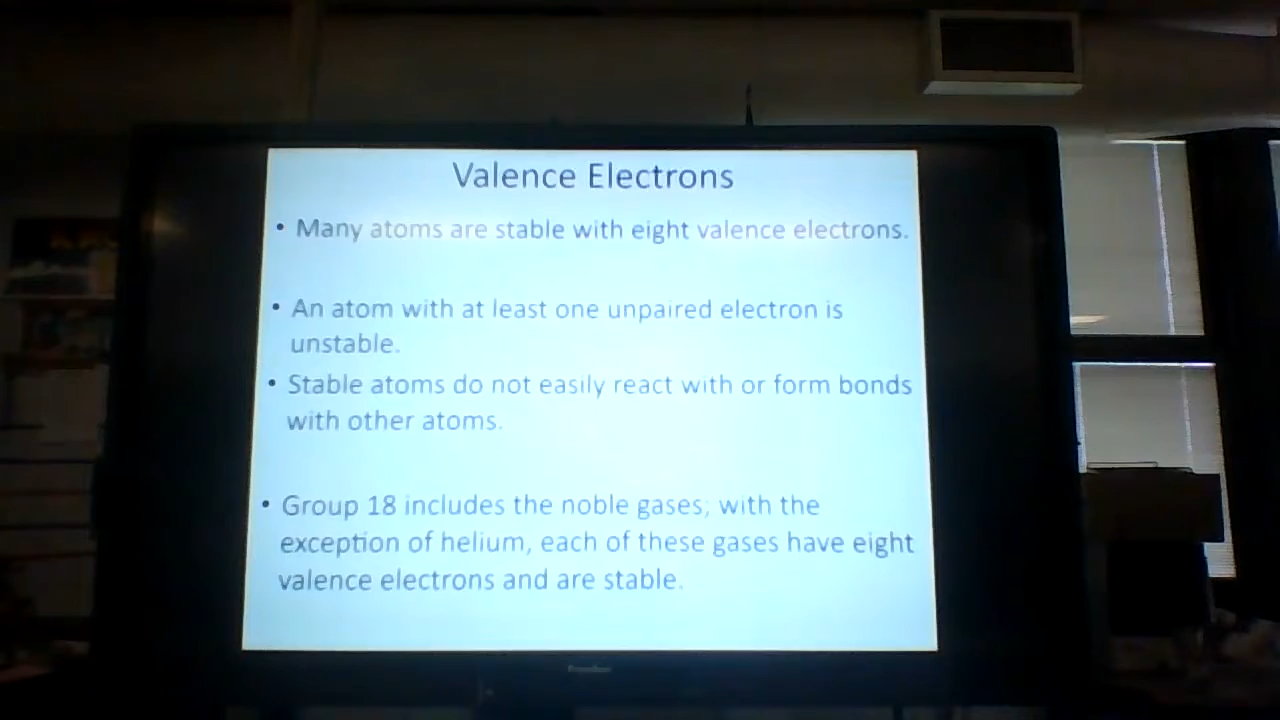 Valence Electrons
• Many atoms are stable with eight valence electrons.
• An atom with at least one unpaired electron is
unstable.
• Stable atoms do not easily react with or form bonds
with other atoms.
• Group 18 includes the noble gases; with the
exception of helium, each of these gases have eight
valence electrons and are stable.